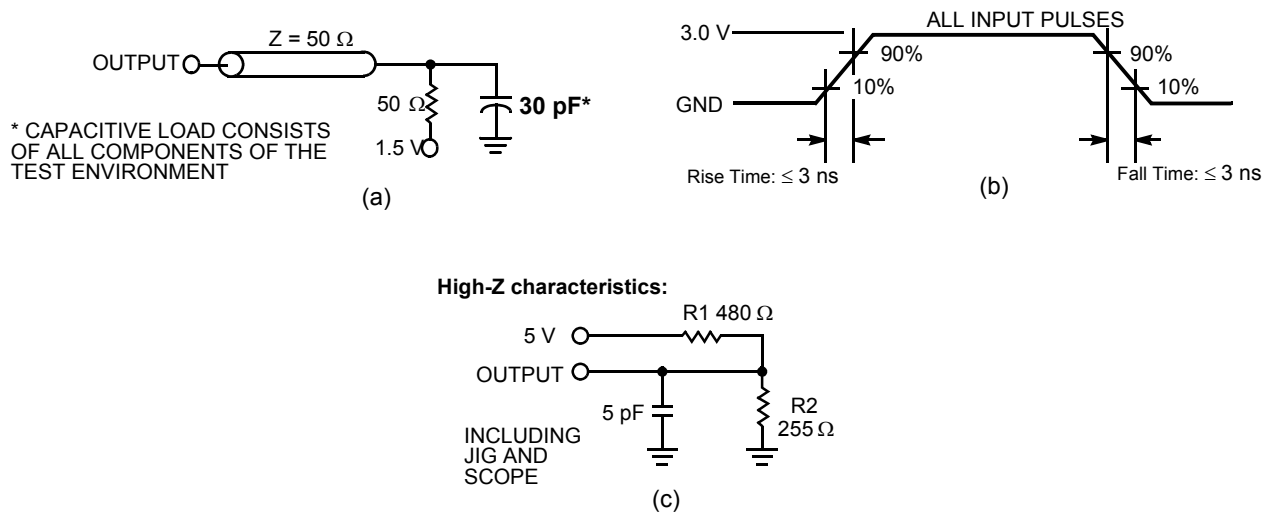 Z = 50 Ω
OUTPUT
50 Ω
30 pF*
1.5 V
* CAPACITIVE LOAD CONSISTS
OF ALL COMPONENTS OF THE
TEST ENVIRONMENT
(a)
ALL INPUT PULSES
3.0 V
90%
90%
10%
10%
GND
Rise Time: ≤ 3 ns
Fall Time: ≤ 3 ns
(b)
High-Z characteristics:
R1 480 Ω
5 V
OUTPUT
5 pF
R2
255 Ω
INCLUDING
JIG AND
SCOPE
(c)